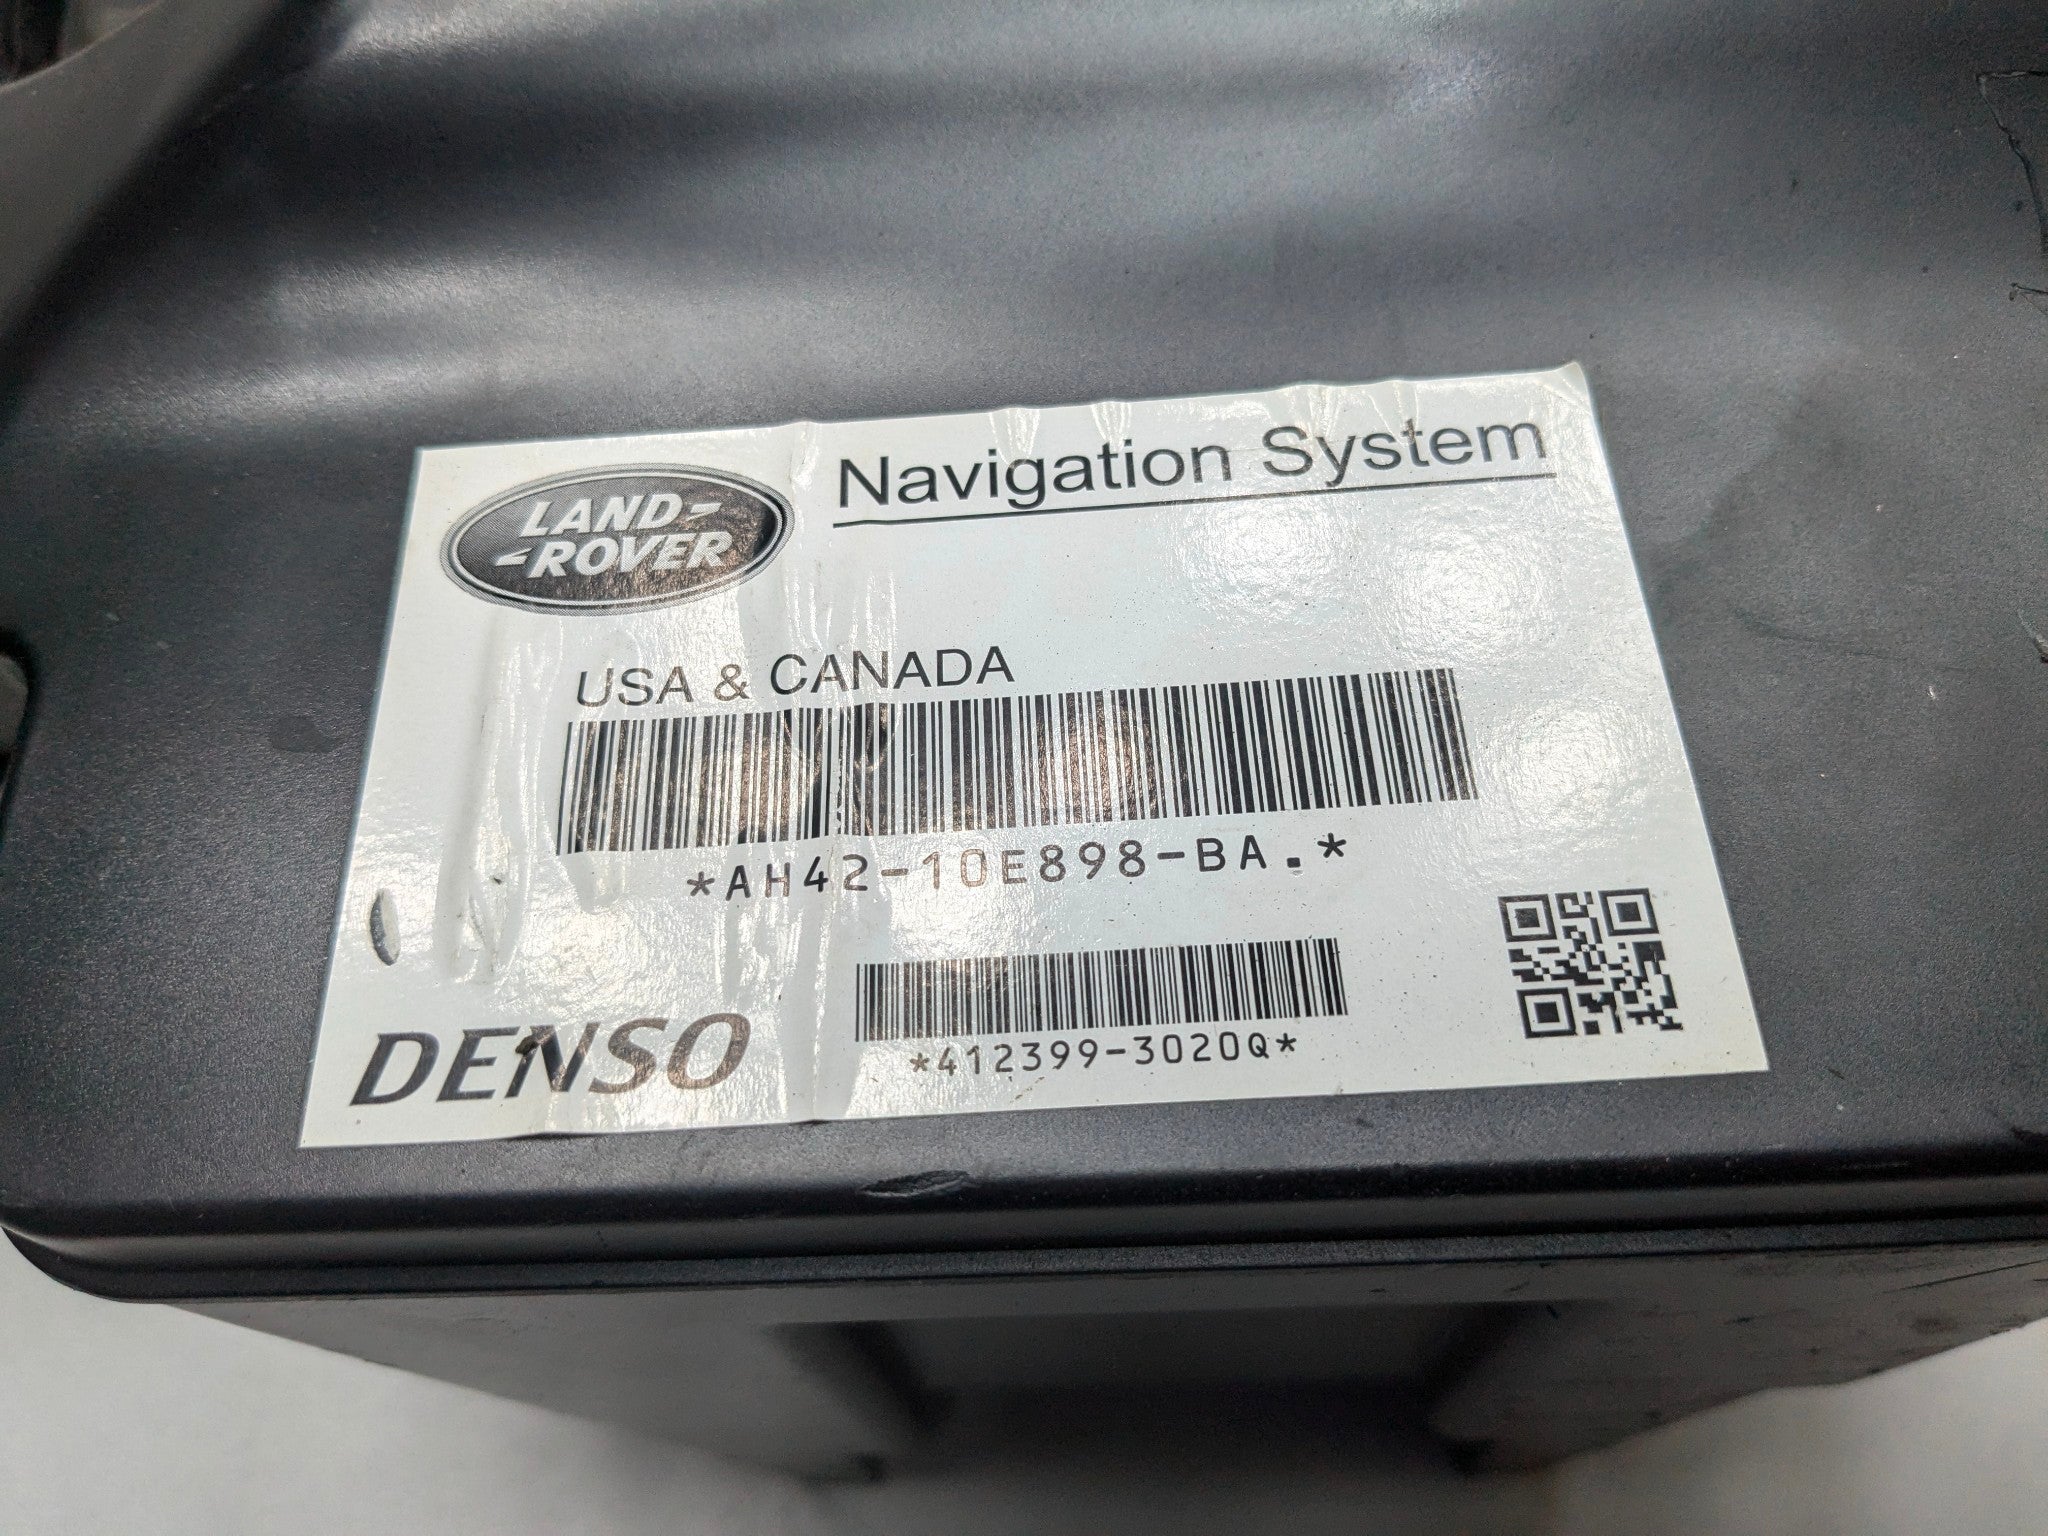 LAND-
-ROVER
Navigation System
USA & CANADA
*AH42-10E898-BA.*
DENSO
*412399-3020Q*